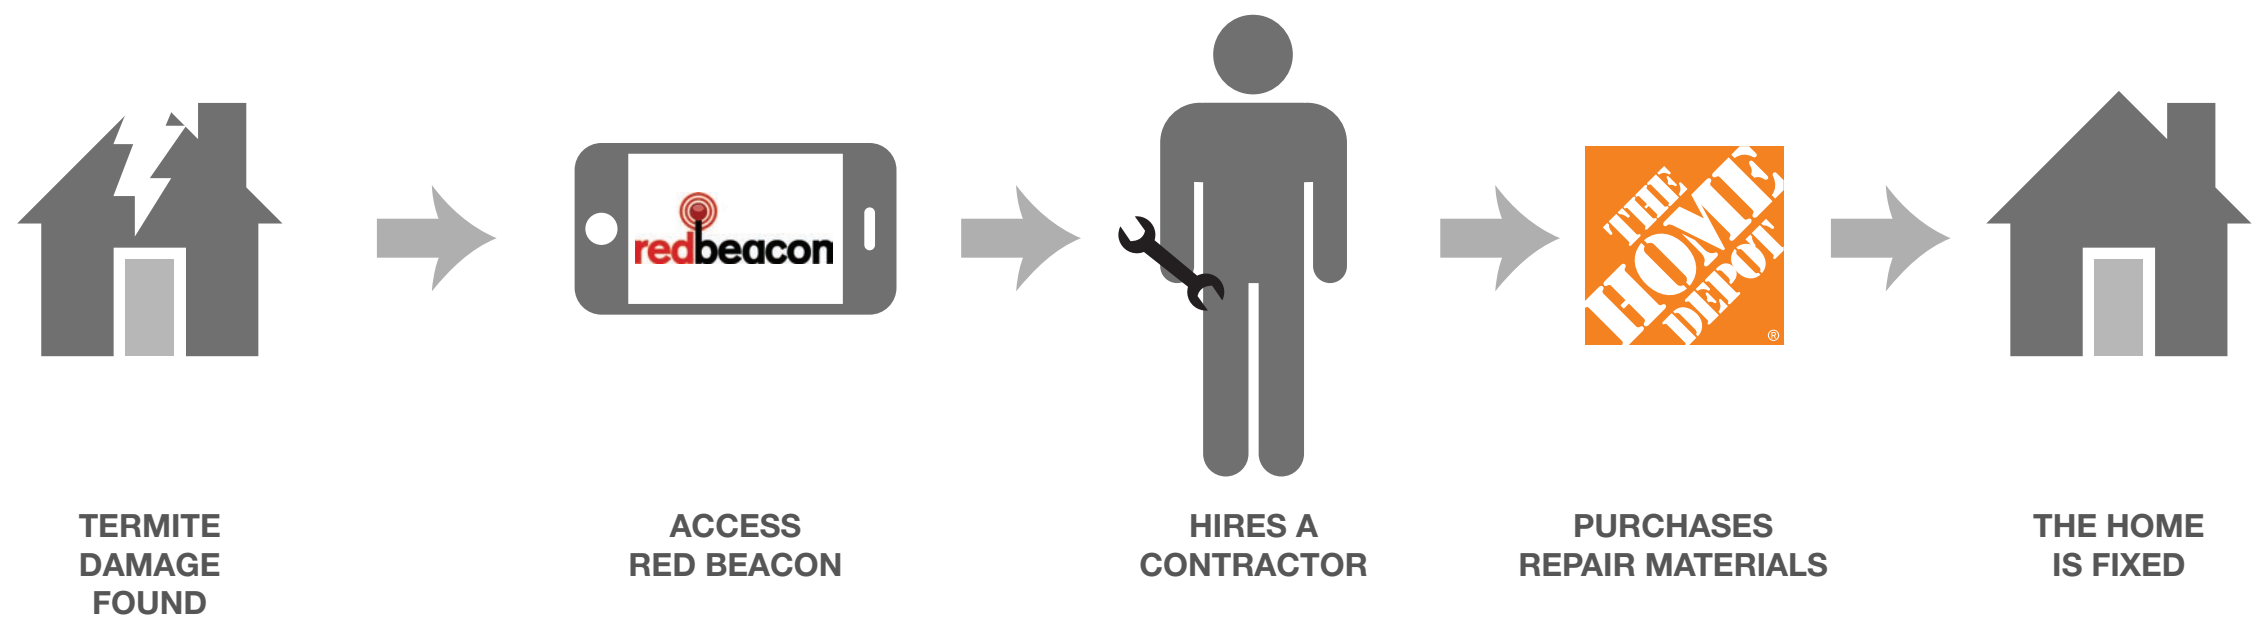 redbeacon
THE
HOME
DEPOT
®
TERMITE
DAMAGE
FOUND
ACCESS
RED BEACON
HIRES A
CONTRACTOR
PURCHASES
REPAIR MATERIALS
THE HOME
IS FIXED